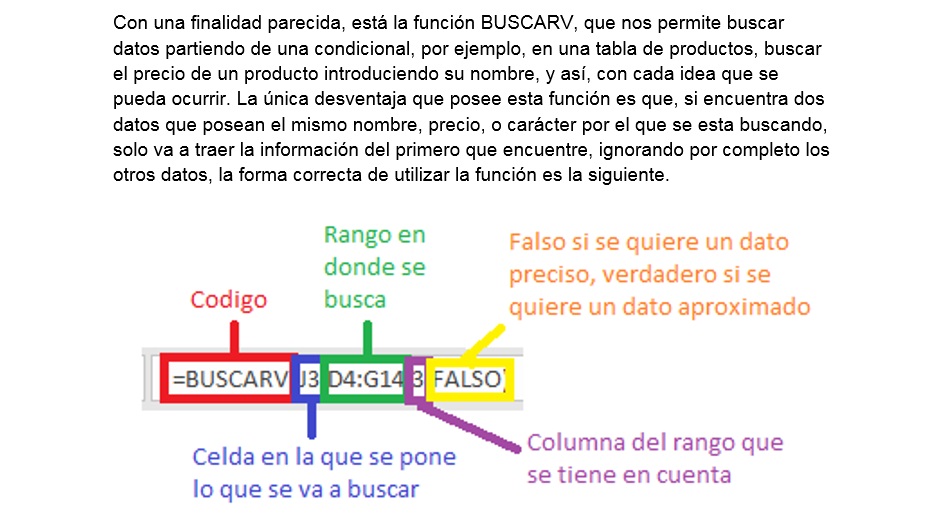 Con una finalidad parecida, está la función BUSCARV, que nos permite buscar
datos partiendo de una condicional, por ejemplo, en una tabla de productos, buscar
el precio de un producto introduciendo su nombre, y así, con cada idea que se
pueda ocurrir. La única desventaja que posee esta función es que, si encuentra dos
datos que posean el mismo nombre, precio, o carácter por el que se esta buscando,
solo va a traer la información del primero que encuentre, ignorando por completo los
otros datos, la forma correcta de utilizar la función es la siguiente.
Rango en
donde se
busca
Falso si se quiere un dato
preciso, verdadero si se
quiere un dato aproximado
Codigo
=BUSCARV J3 D4:G14 3 FALSO)
Celda en la que se pone
lo que se va a buscar
Columna del rango que
se tiene en cuenta